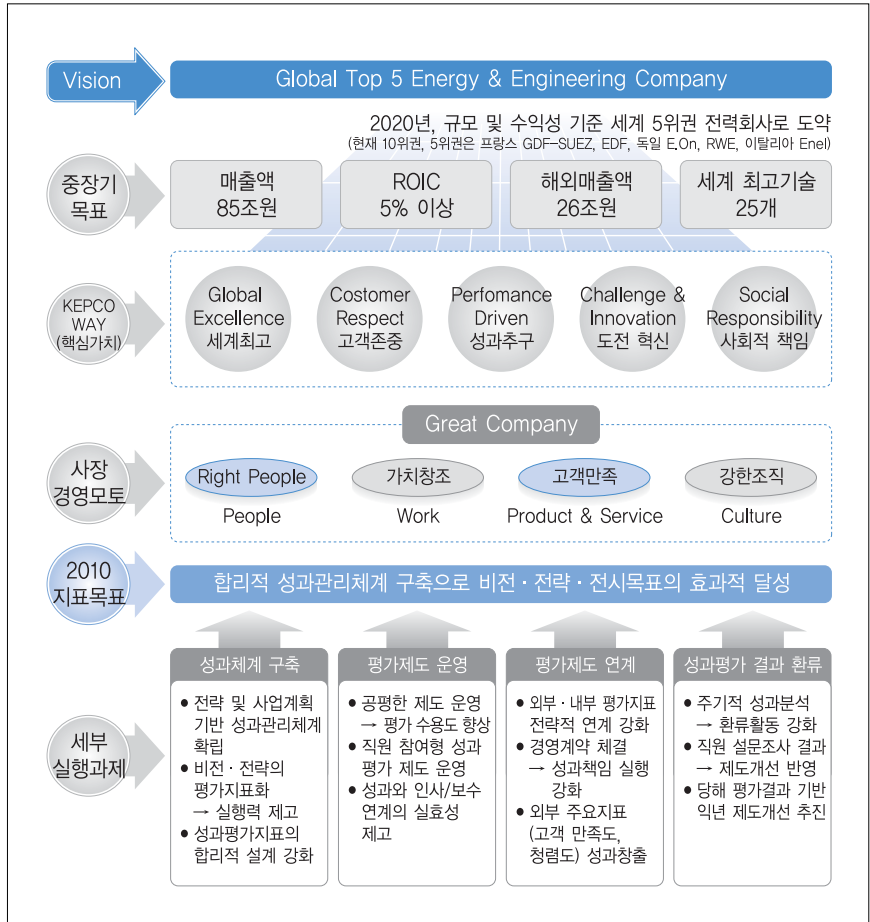 Vision
Global Top 5 Energy & Engineering Company
2020년, 규모 및 수익성 기준 세계 5위권 전력회사로 도약
(현재 10위권, 5위권은 프랑스 GDF-SUEZ, EDF, 독일 E.On, RWE, 이탈리아 Enel)
중장기
목표
매출액
85조원
ROIC
5% 이상
해외매출액
26조원
세계 최고기술
25개
KEPCO
WAY
(핵심가치)
Global
Excellence
세계최고
Costomer
Respect
고객존중
Perfomance
Driven
성과추구
Challenge &
Innovation
도전 혁신
Social
Responsibility
사회적 책임
Great Company
사장
경영모토
Right People
People
가치창조
Work
고객만족
Product & Service
강한조직
Culture
2010
지표목표
합리적 성과관리체계 구축으로 비전 · 전략 · 전시목표의 효과적 달성
세부
실행과제
성과체계 구축
• 전략 및 사업계획
기반 성과관리체계
확립
• 비전 · 전략의
평가지표화
→ 실행력 제고
• 성과평가지표의
합리적 설계 강화
평가제도 운영
• 공평한 제도 운영
→ 평가 수용도 향상
• 직원 참여형 성과
평가 제도 운영
• 성과와 인사/보수
연계의 실효성
제고
평가제도 연계
• 외부 · 내부 평가지표
전략적 연계 강화
• 경영계약 체결
→ 성과책임 실행
강화
• 외부 주요지표
(고객 만족도,
청렴도) 성과창출
성과평가 결과 환류
• 주기적 성과분석
→ 환류활동 강화
• 직원 설문조사 결과
→ 제도개선 반영
• 당해 평가결과 기반
익년 제도개선 추진